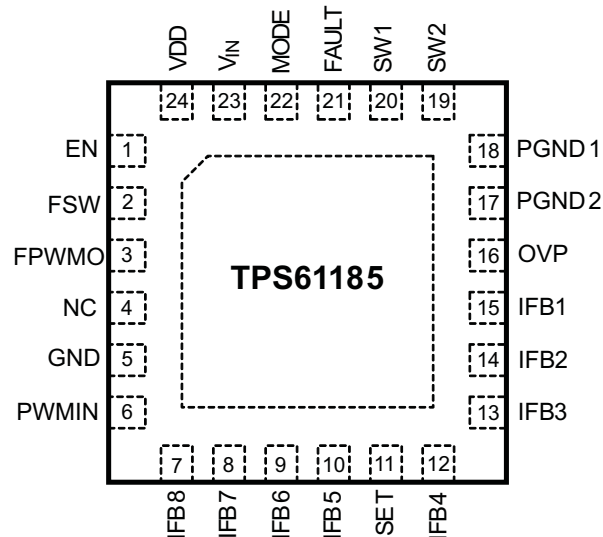 VDD
VIN
MODE
FAULT
SW1
SW2
24
23
22
21
20
19
EN 1
18 PGND1
FSW 2
17 PGND2
FPWMO 3
16 OVP
TPS61185
NC 4
15 IFB1
GND 5
14 IFB2
PWMIN 6
13 IFB3
7
8
9
10
11
12
IFB8
IFB7
IFB6
IFB5
SET
IFB4